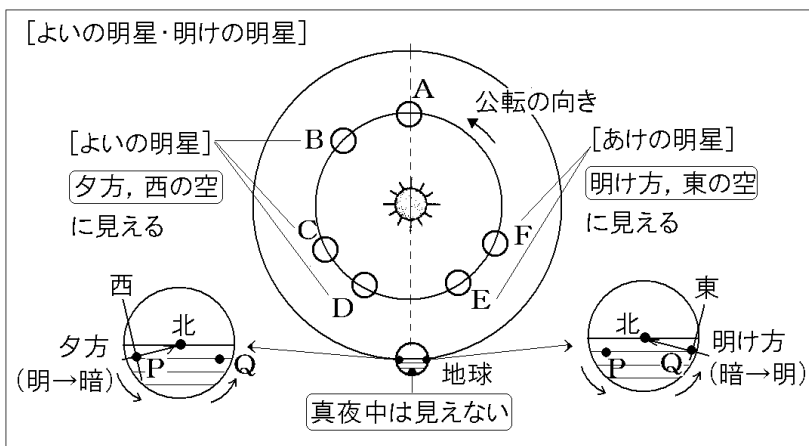 [よいの明星・明けの明星]
A
公転の向き
B
[よいの明星]
夕方，西の空
に見える
[あけの明星]
明け方，東の空
に見える
C
F
D
E
西
北
夕方
(明→暗)
P
Q
地球
真夜中は見えない
東
北
明け方
(暗→明)
P
Q